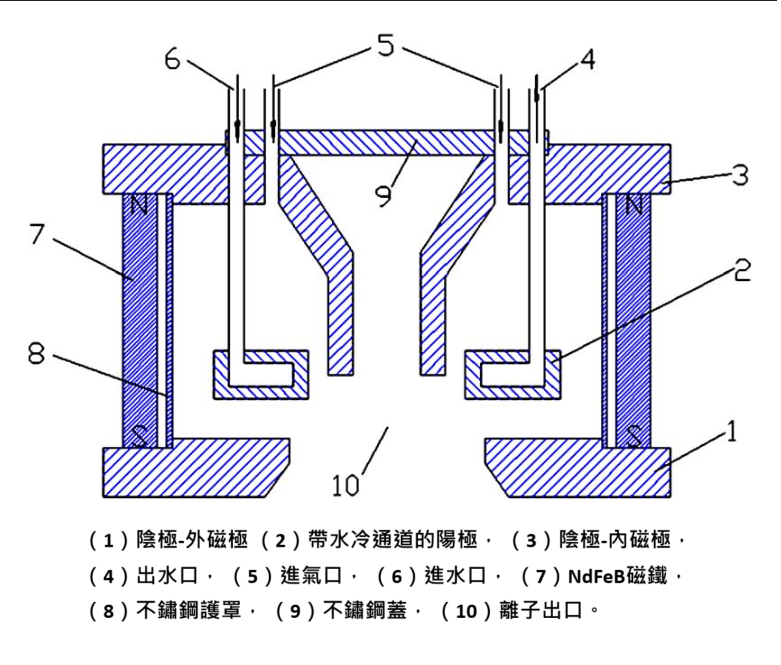 6
5
4
9
3
N
N
7
2
8
S
S
1
10
(1)陰極-外磁極 (2)帶水冷通道的陽極，(3)陰極-內磁極，
(4)出水口，(5)進氣口，(6)進水口，(7)NdFeB磁鐵，
(8)不鏽鋼護罩，(9)不鏽鋼蓋，(10)離子出口。